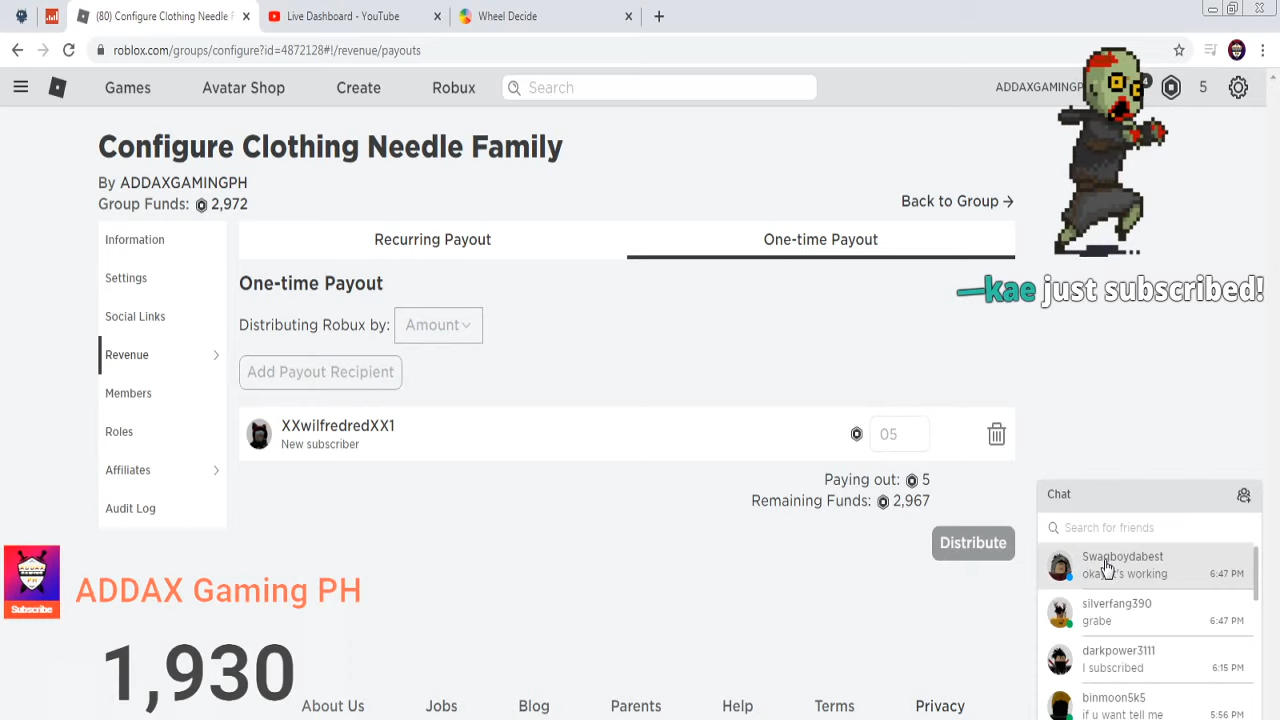 (80) Configure Clothing Needle F
Live Dashboard - YouTube
Wheel Decide
roblox.com/groups/configure?id=4872128#!/revenue/payouts
Games
Avatar Shop
Create
Robux
Search
ADDAXGAMINGP
5
Configure Clothing Needle Family
By ADDAXGAMINGPH
Group Funds: 2,972
Back to Group
Information
Settings
Social Links
Revenue
Members
Roles
Affiliates
Audit Log
Recurring Payout
One-time Payout
One-time Payout
Distributing Robux by: Amount
Add Payout Recipient
XXwilfredredXX1
New subscriber
05
Paying out: 5
Remaining Funds: 2,967
Distribute
—kae just subscribed!
Chat
Search for friends
Swagboydabest
okay it's working 6:47 PM
silverfang390
grabe 6:47 PM
darkpower3111
I subscribed 6:15 PM
binmoon5k5
if u want tell me 5:56 PM
Subscribe
ADDAX Gaming PH
1,930
About Us
Jobs
Blog
Parents
Help
Terms
Privacy